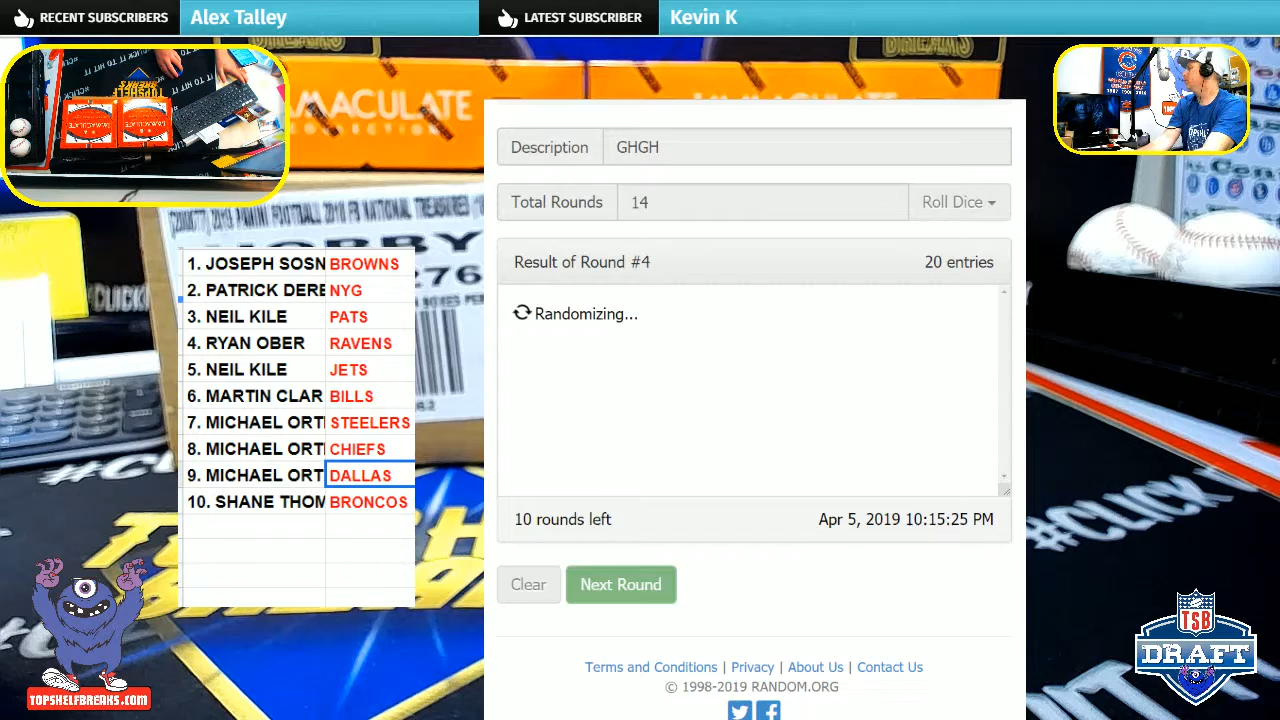 RECENT SUBSCRIBERS
Alex Talley
LATEST SUBSCRIBER
Kevin K
IMMACULATE
COLLECTION
Description
GHGH
Total Rounds
14
Roll Dice
Result of Round #4
20 entries
Randomizing...
10 rounds left
Apr 5, 2019 10:15:25 PM
Clear
Next Round
Terms and Conditions | Privacy | About Us | Contact Us
© 1998-2019 RANDOM.ORG
1. JOSEPH SOSN BROWNS
2. PATRICK DERE NYG
3. NEIL KILE PATS
4. RYAN OBER RAVENS
5. NEIL KILE JETS
6. MARTIN CLAR BILLS
7. MICHAEL ORT STEELERS
8. MICHAEL ORT CHIEFS
9. MICHAEL ORT DALLAS
10. SHANE THOM BRONCOS
TOPSHELFBREAKS.COM
TSB
DRAFT